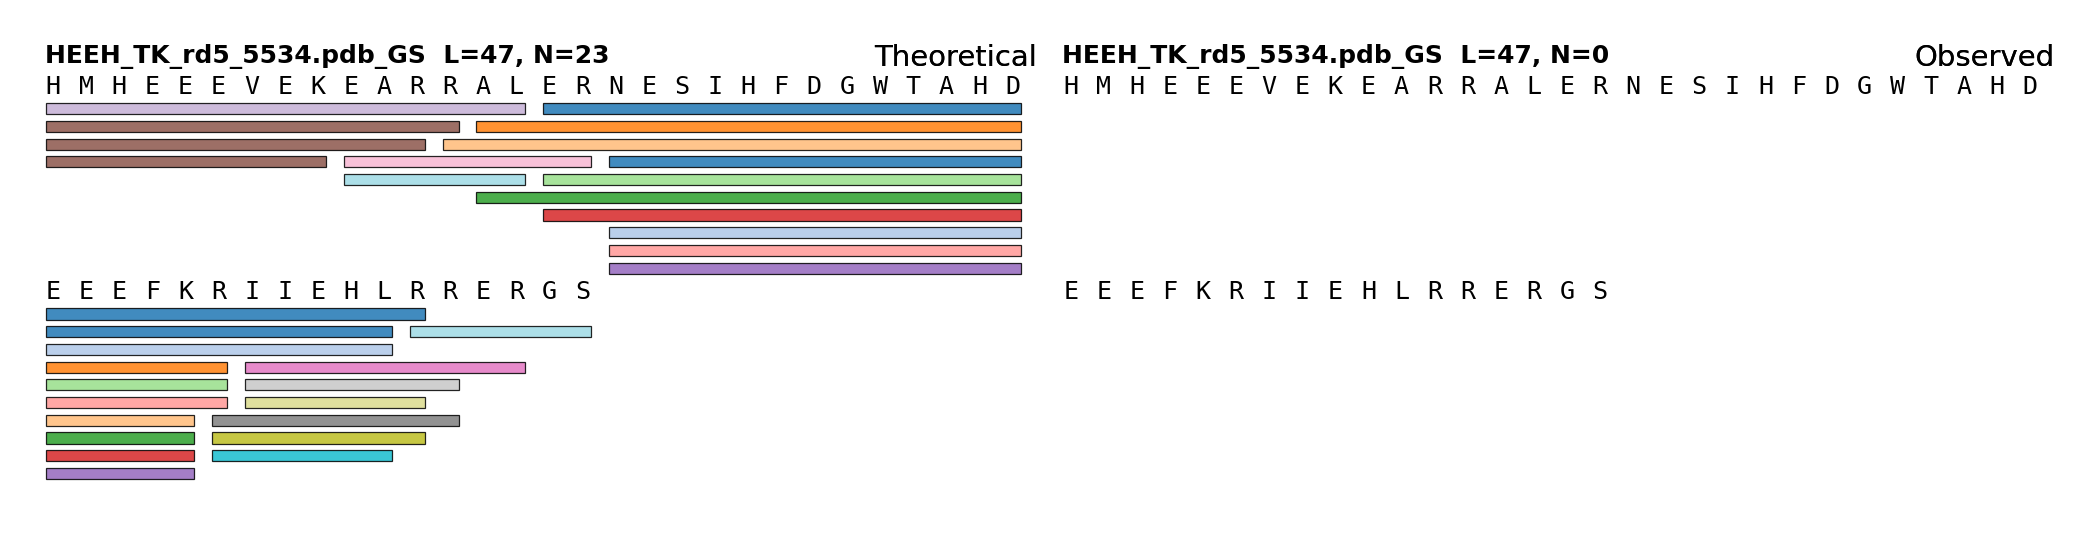 HEEH_TK_rd5_5534.pdb_GS L=47, N=23 Theoretical
H M H E E E V E K E A R R A L E R N E S I H F D G W T A H D
E E E F K R I I E H L R R E R G S
HEEH_TK_rd5_5534.pdb_GS L=47, N=0 Observed
H M H E E E V E K E A R R A L E R N E S I H F D G W T A H D
E E E F K R I I E H L R R E R G S